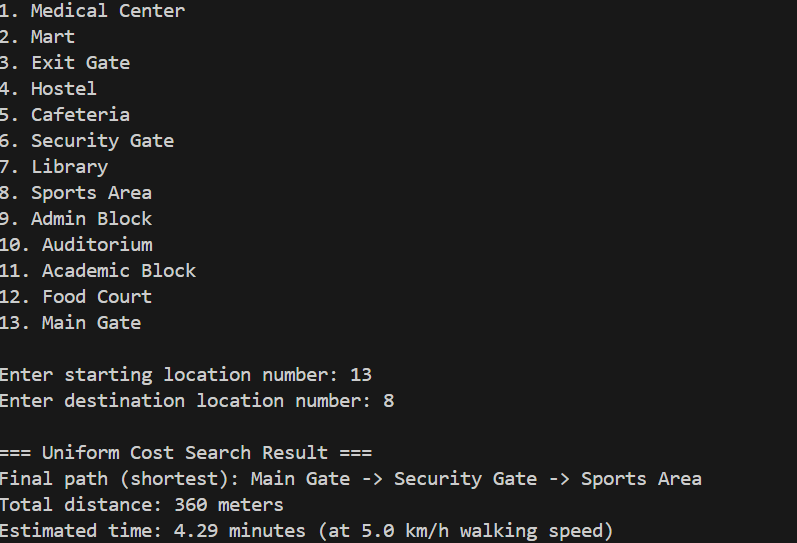 1. Medical Center
2. Mart
3. Exit Gate
4. Hostel
5. Cafeteria
6. Security Gate
7. Library
8. Sports Area
9. Admin Block
10. Auditorium
11. Academic Block
12. Food Court
13. Main Gate
Enter starting location number: 13
Enter destination location number: 8
=== Uniform Cost Search Result ===
Final path (shortest): Main Gate -> Security Gate -> Sports Area
Total distance: 360 meters
Estimated time: 4.29 minutes (at 5.0 km/h walking speed)